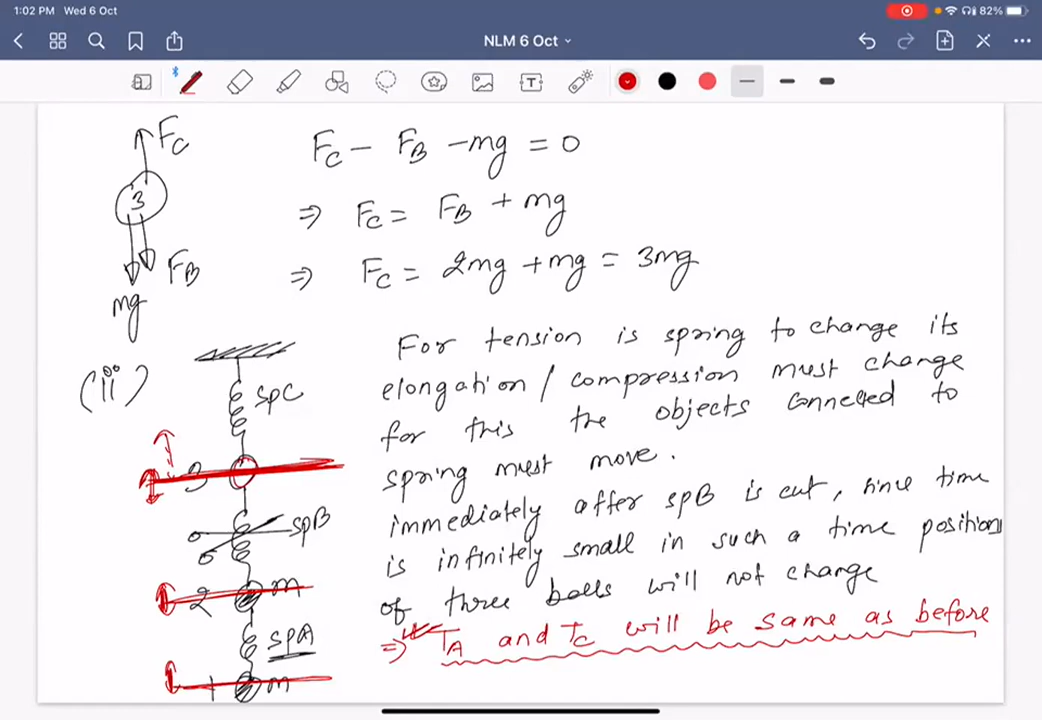 1:02 PM Wed 6 Oct
82%
NLM 6 Oct
FC
3
FB
mg
FC - FB - mg = 0
⇒ FC = FB + mg
⇒ FC = 2mg + mg = 3mg
(ii)
SpC
3
SpB
2 m
SpA
1 m
For tension is spring to change its
elongation / compression must change
for this the objects connected to
spring must move.
immediately after SpB is cut, since time
is infinitely small in such a time positions
of three balls will not change
⇒ TA and TC will be same as before